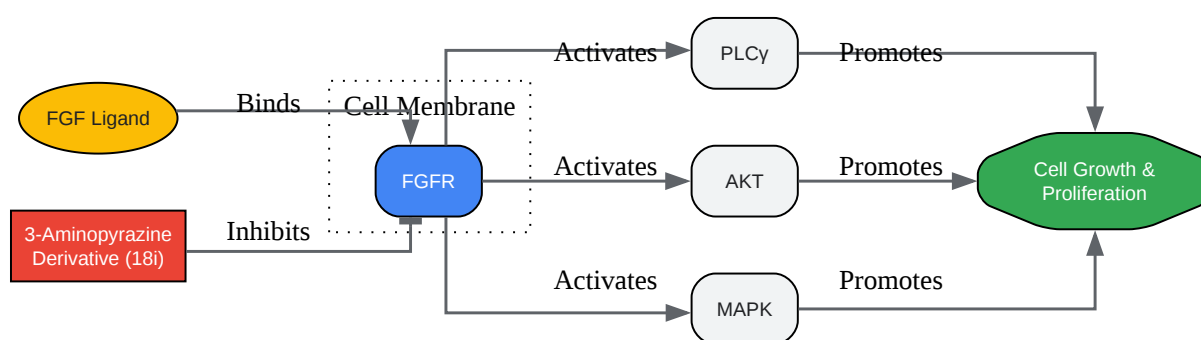 Activates
PLCγ
Promotes
FGF Ligand
Binds
Cell Membrane
FGFR
Activates
AKT
Promotes
Cell Growth &
Proliferation
3-Aminopyrazine
Derivative (18i)
Inhibits
Activates
MAPK
Promotes